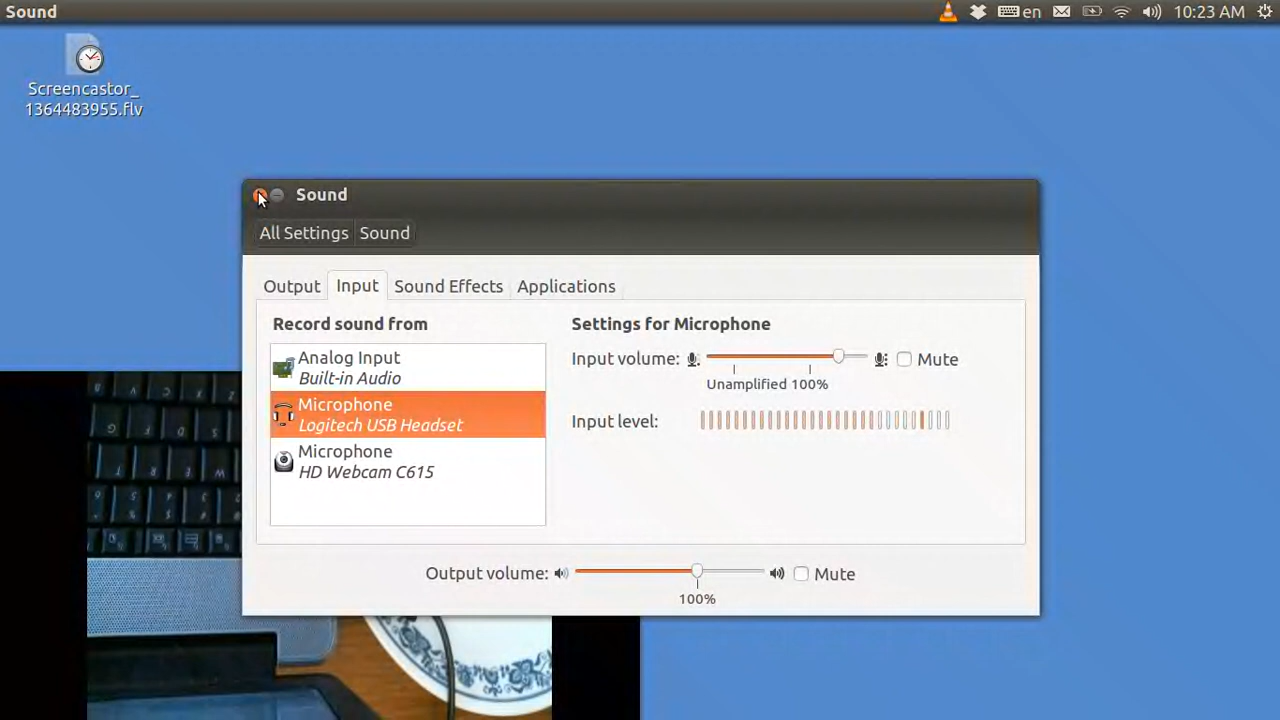 Sound
en
10:23 AM
Screencastor_
1364483955.flv
Sound
All Settings
Sound
Output
Input
Sound Effects
Applications
Record sound from
Analog Input
Built-in Audio
Microphone
Logitech USB Headset
Microphone
HD Webcam C615
Settings for Microphone
Input volume:
Mute
Unamplified 100%
Input level:
Output volume:
Mute
100%